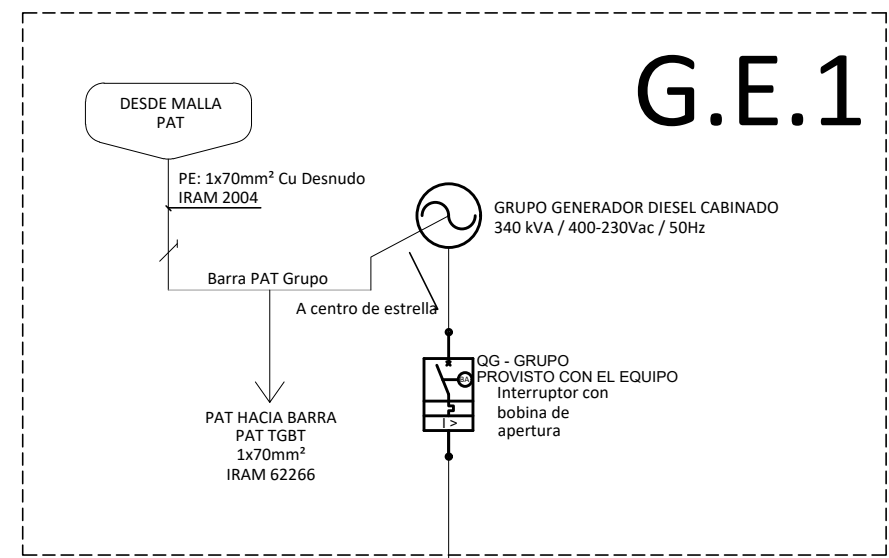 G.E.1
DESDE MALLA
PAT
PE: 1x70mm² Cu Desnudo
IRAM 2004
GRUPO GENERADOR DIESEL CABINADO
340 kVA / 400-230Vac / 50Hz
Barra PAT Grupo
A centro de estrella
QG - GRUPO
PROVISTO CON EL EQUIPO
BA
Interruptor con
bobina de
apertura
I >
PAT HACIA BARRA
PAT TGBT
1x70mm²
IRAM 62266